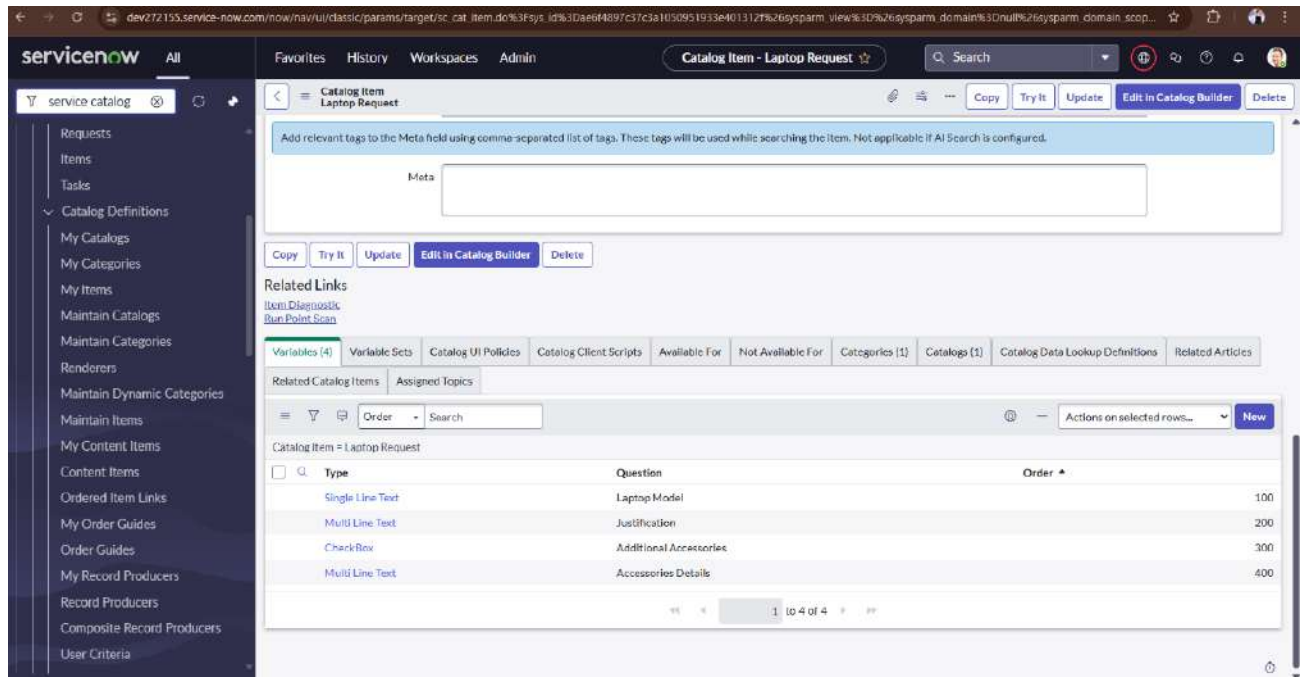 dev272155.service-now.com/now/nav/ui/classic/params/target/sc_cat_item.do%3Fsys_id%3Dae6f4897c37c3a1050951933e401312f%26sysparm_view%3D%26sysparm_domain%3Dnull%26sysparm_domain_scop...
servicenow All Favorites History Workspaces Admin Catalog Item - Laptop Request Search
service catalog
Requests
Items
Tasks
Catalog Definitions
My Catalogs
My Categories
My Items
Maintain Catalogs
Maintain Categories
Renderers
Maintain Dynamic Categories
Maintain Items
My Content Items
Content Items
Ordered Item Links
My Order Guides
Order Guides
My Record Producers
Record Producers
Composite Record Producers
User Criteria
Catalog Item
Laptop Request
Copy Try It Update Edit in Catalog Builder Delete
Add relevant tags to the Meta field using comma-separated list of tags. These tags will be used while searching the item. Not applicable if AI Search is configured.
Meta
Copy Try It Update Edit in Catalog Builder Delete
Related Links
Item Diagnostic
Run Point Scan
Variables (4) Variable Sets Catalog UI Policies Catalog Client Scripts Available For Not Available For Categories (1) Catalogs (1) Catalog Data Lookup Definitions Related Articles
Related Catalog Items Assigned Topics
Order Search Actions on selected rows... New
Catalog Item = Laptop Request
Type Question Order
Single Line Text Laptop Model 100
Multi Line Text Justification 200
CheckBox Additional Accessories 300
Multi Line Text Accessories Details 400
1 to 4 of 4